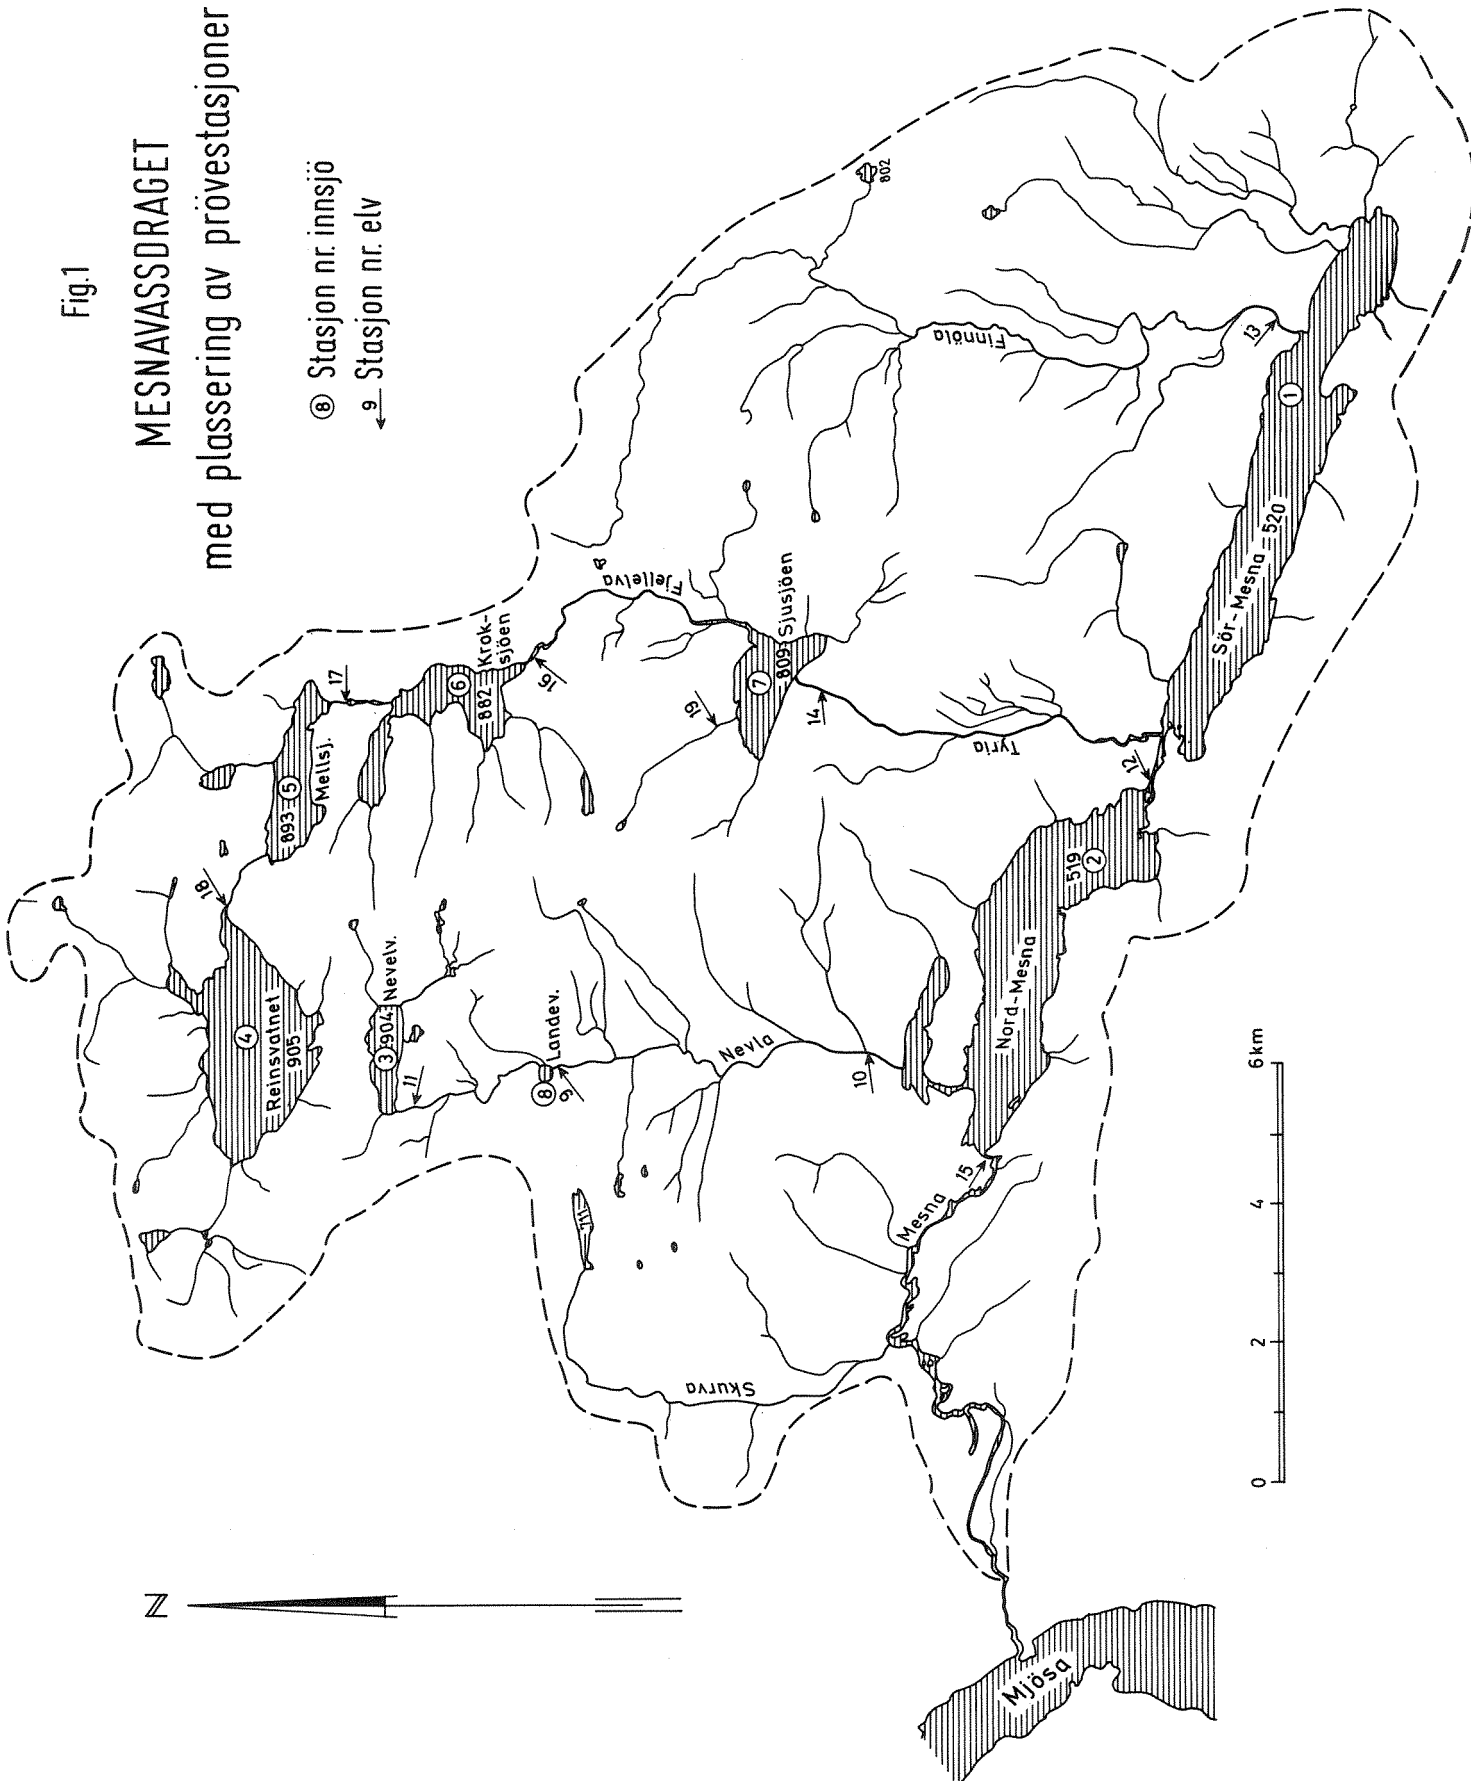 Fig.1
MESNAVASSDRAGET
med plassering av prövestasjoner
8 Stasjon nr. innsjö
9 Stasjon nr. elv
N
4
Reinsvatnet
905
18
893 5
Mellsj.
17
6
882 Krok-
sjöen
16
Fjellelva
3 904 Nevelv.
11
8
Landev.
9
19
7
809 Sjusjöen
14
Tyria
12
802
Finnöla
13
1
Sör-Mesna 520
519
2
Nord-Mesna
Nevla
10
15
Mesna
711
Skurva
Mjösa
0
2
4
6km